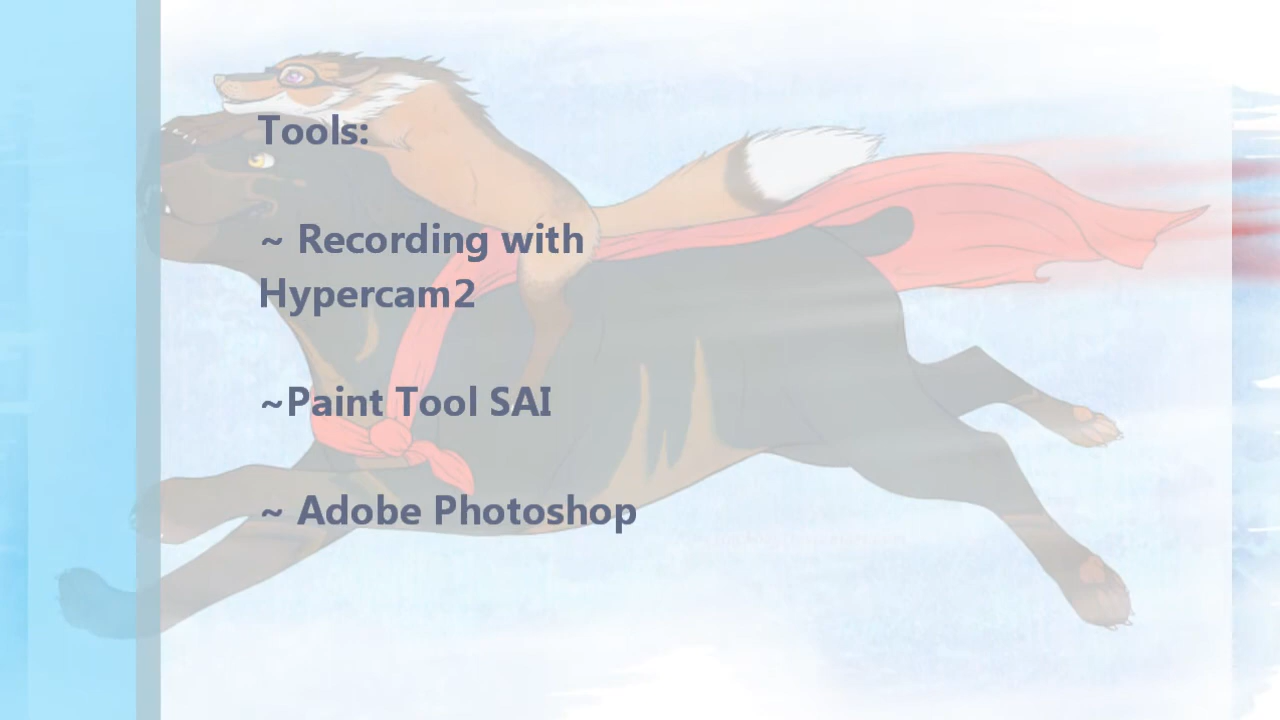 Tools:
~ Recording with
Hypercam2
~Paint Tool SAI
~ Adobe Photoshop